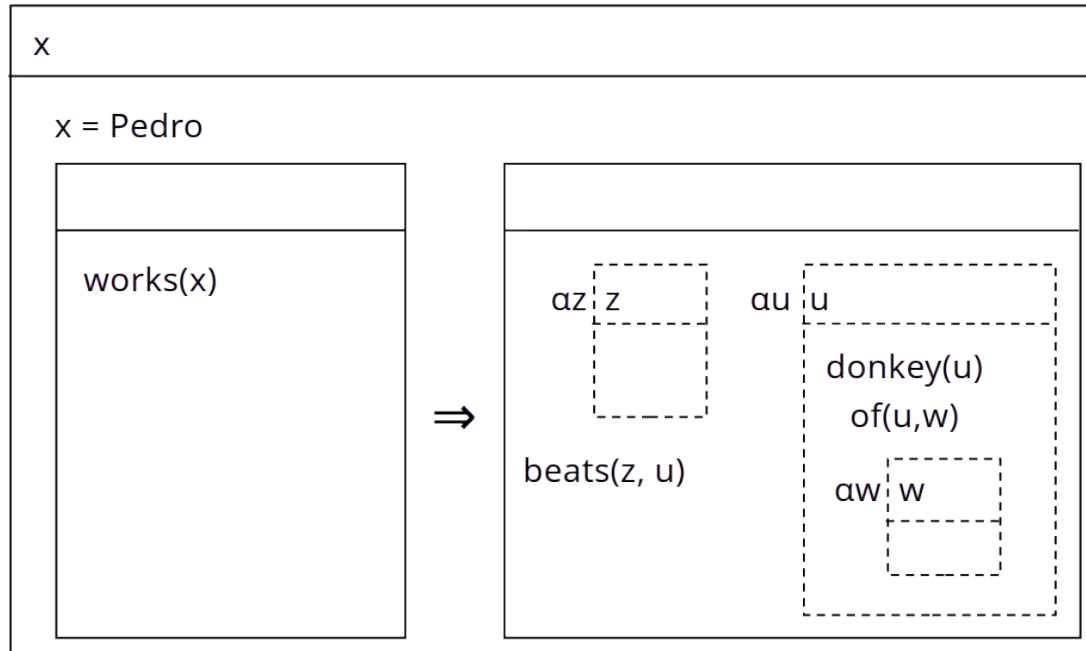 x
x = Pedro
works(x)
⇒
αz z
αu u
donkey(u)
of(u,w)
beats(z, u)
αw w